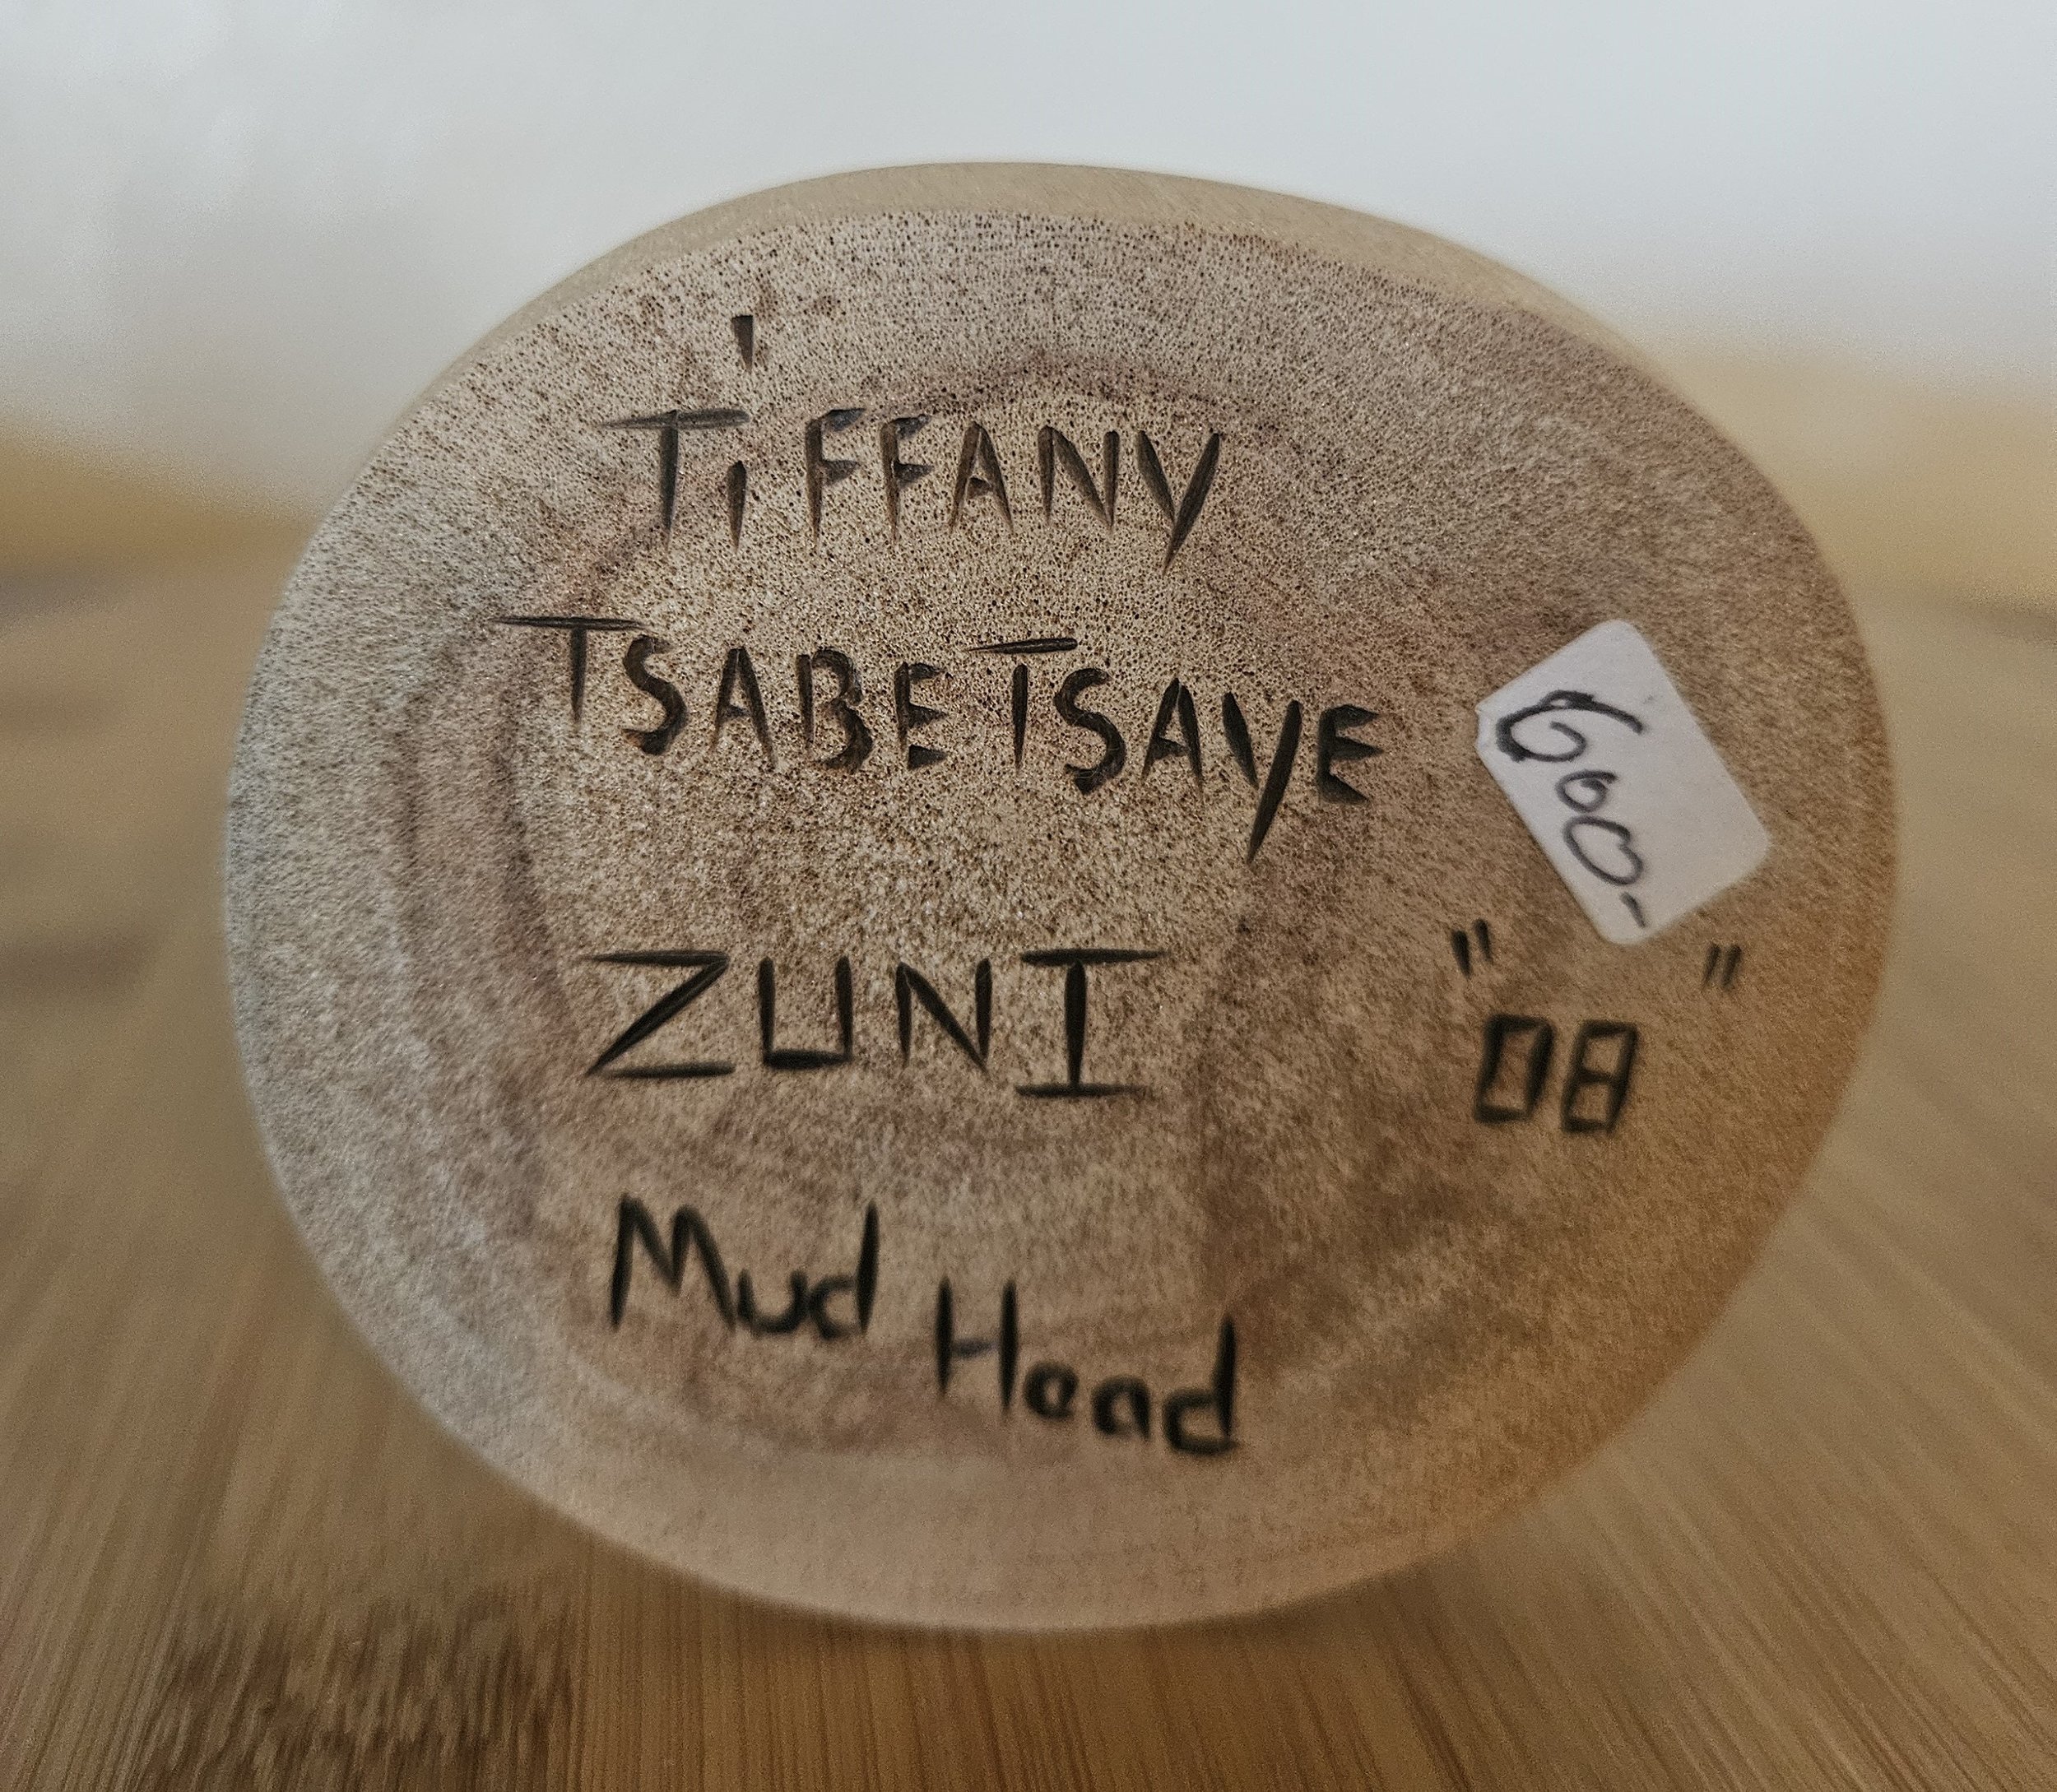 TiFFANY
TSABETSAYE
600.-
ZUNI
"08"
Mud Head